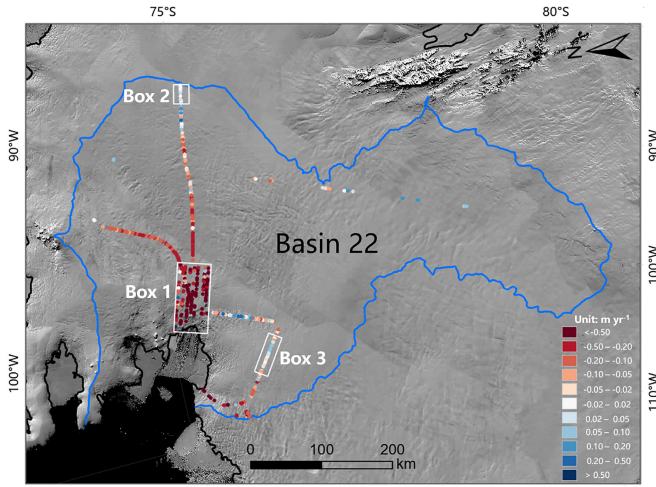 75°S 80°S
N
Box 2
90°W 90°W
Basin 22
100°W
Box 1
Unit: m yr⁻¹
<-0.50
-0.50 – -0.20
-0.20 – -0.10
-0.10 – -0.05
-0.05 – -0.02
-0.02 – 0.02
0.02 – 0.05
0.05 – 0.10
0.10 – 0.20
0.20 – 0.50
> 0.50
Box 3
100°W 110°W
0 100 200
km